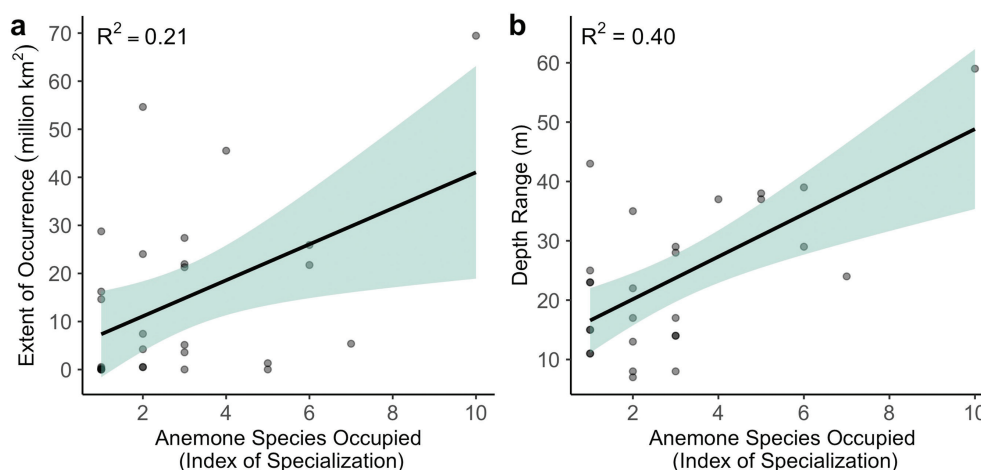 a
R² = 0.21
Extent of Occurrence (million km²)
70
60
50
40
30
20
10
0
2
4
6
8
10
Anemone Species Occupied
(Index of Specialization)
b
R² = 0.40
Depth Range (m)
60
50
40
30
20
10
2
4
6
8
10
Anemone Species Occupied
(Index of Specialization)